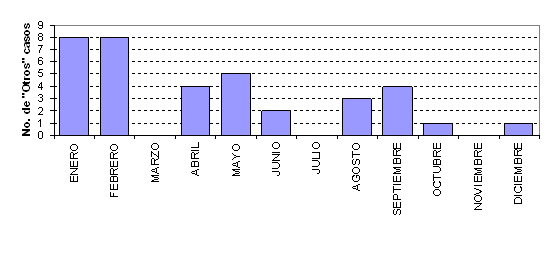 No. de "Otros" casos
9
8
7
6
5
4
3
2
1
0
ENERO
FEBRERO
MARZO
ABRIL
MAYO
JUNIO
JULIO
AGOSTO
SEPTIEMBRE
OCTUBRE
NOVIEMBRE
DICIEMBRE